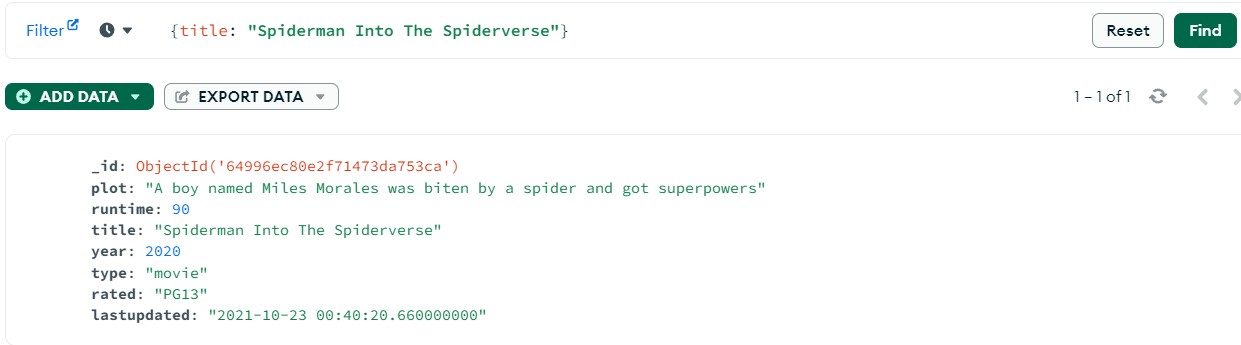 Filter {title: "Spiderman Into The Spiderverse"} Reset Find
ADD DATA EXPORT DATA 1 – 1 of 1
_id: ObjectId('64996ec80e2f71473da753ca')
plot: "A boy named Miles Morales was biten by a spider and got superpowers"
runtime: 90
title: "Spiderman Into The Spiderverse"
year: 2020
type: "movie"
rated: "PG13"
lastupdated: "2021-10-23 00:40:20.660000000"